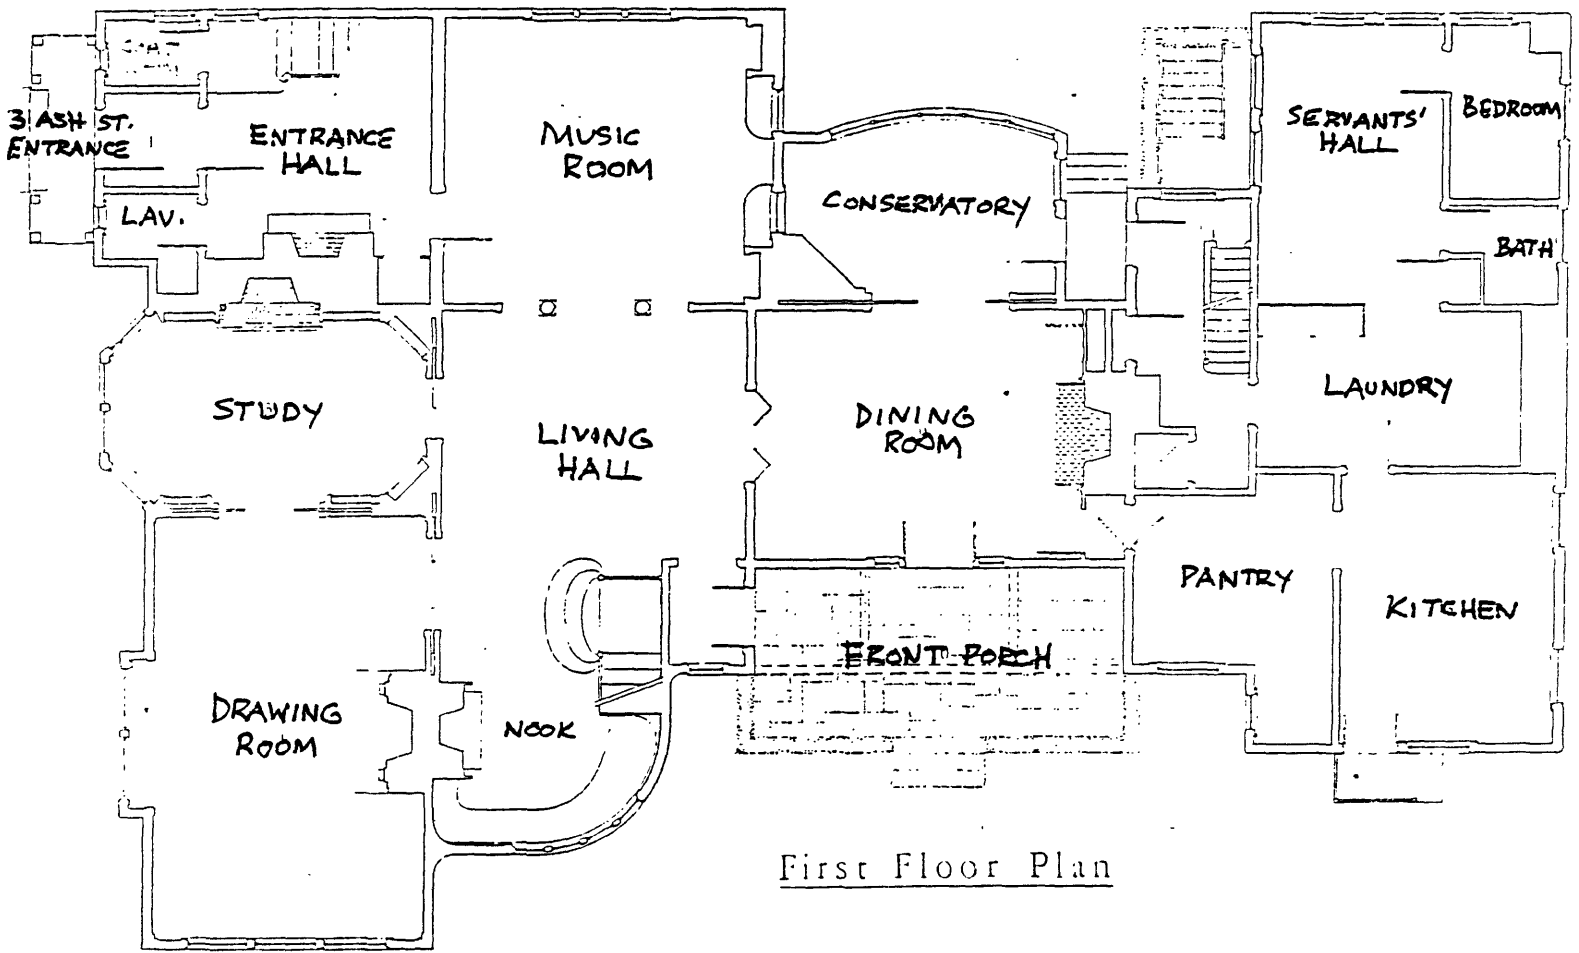 3 ASH ST.
ENTRANCE
ENTRANCE
HALL
LAV.
MUSIC
ROOM
CONSERVATORY
SERVANTS'
HALL
BEDROOM
BATH
STUDY
LIVING
HALL
DINING
ROOM
LAUNDRY
PANTRY
KITCHEN
FRONT PORCH
DRAWING
ROOM
NOOK
First Floor Plan